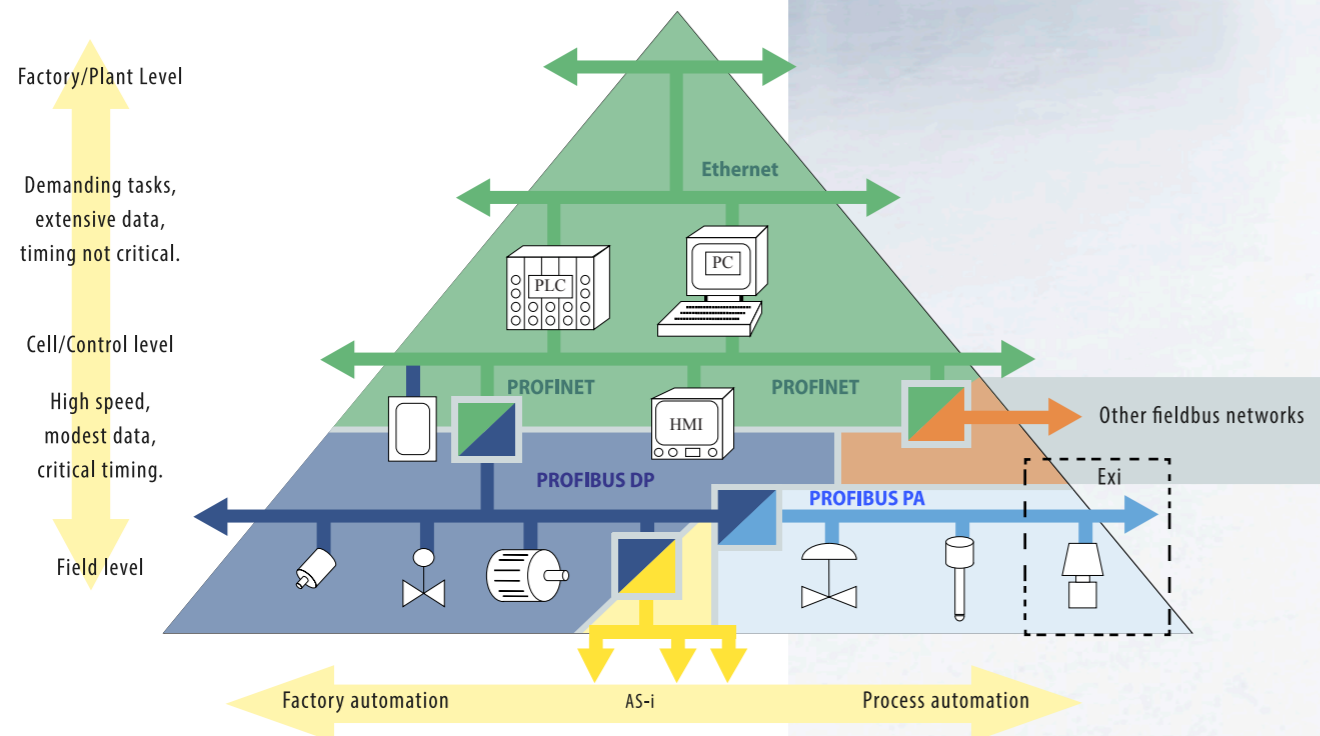 Factory/Plant Level
Demanding tasks,
extensive data,
timing not critical.
Cell/Control level
High speed,
modest data,
critical timing.
Field level
Ethernet
PLC
PC
PROFINET
PROFINET
HMI
Other fieldbus networks
PROFIBUS DP
Exi
PROFIBUS PA
Factory automation
AS-i
Process automation